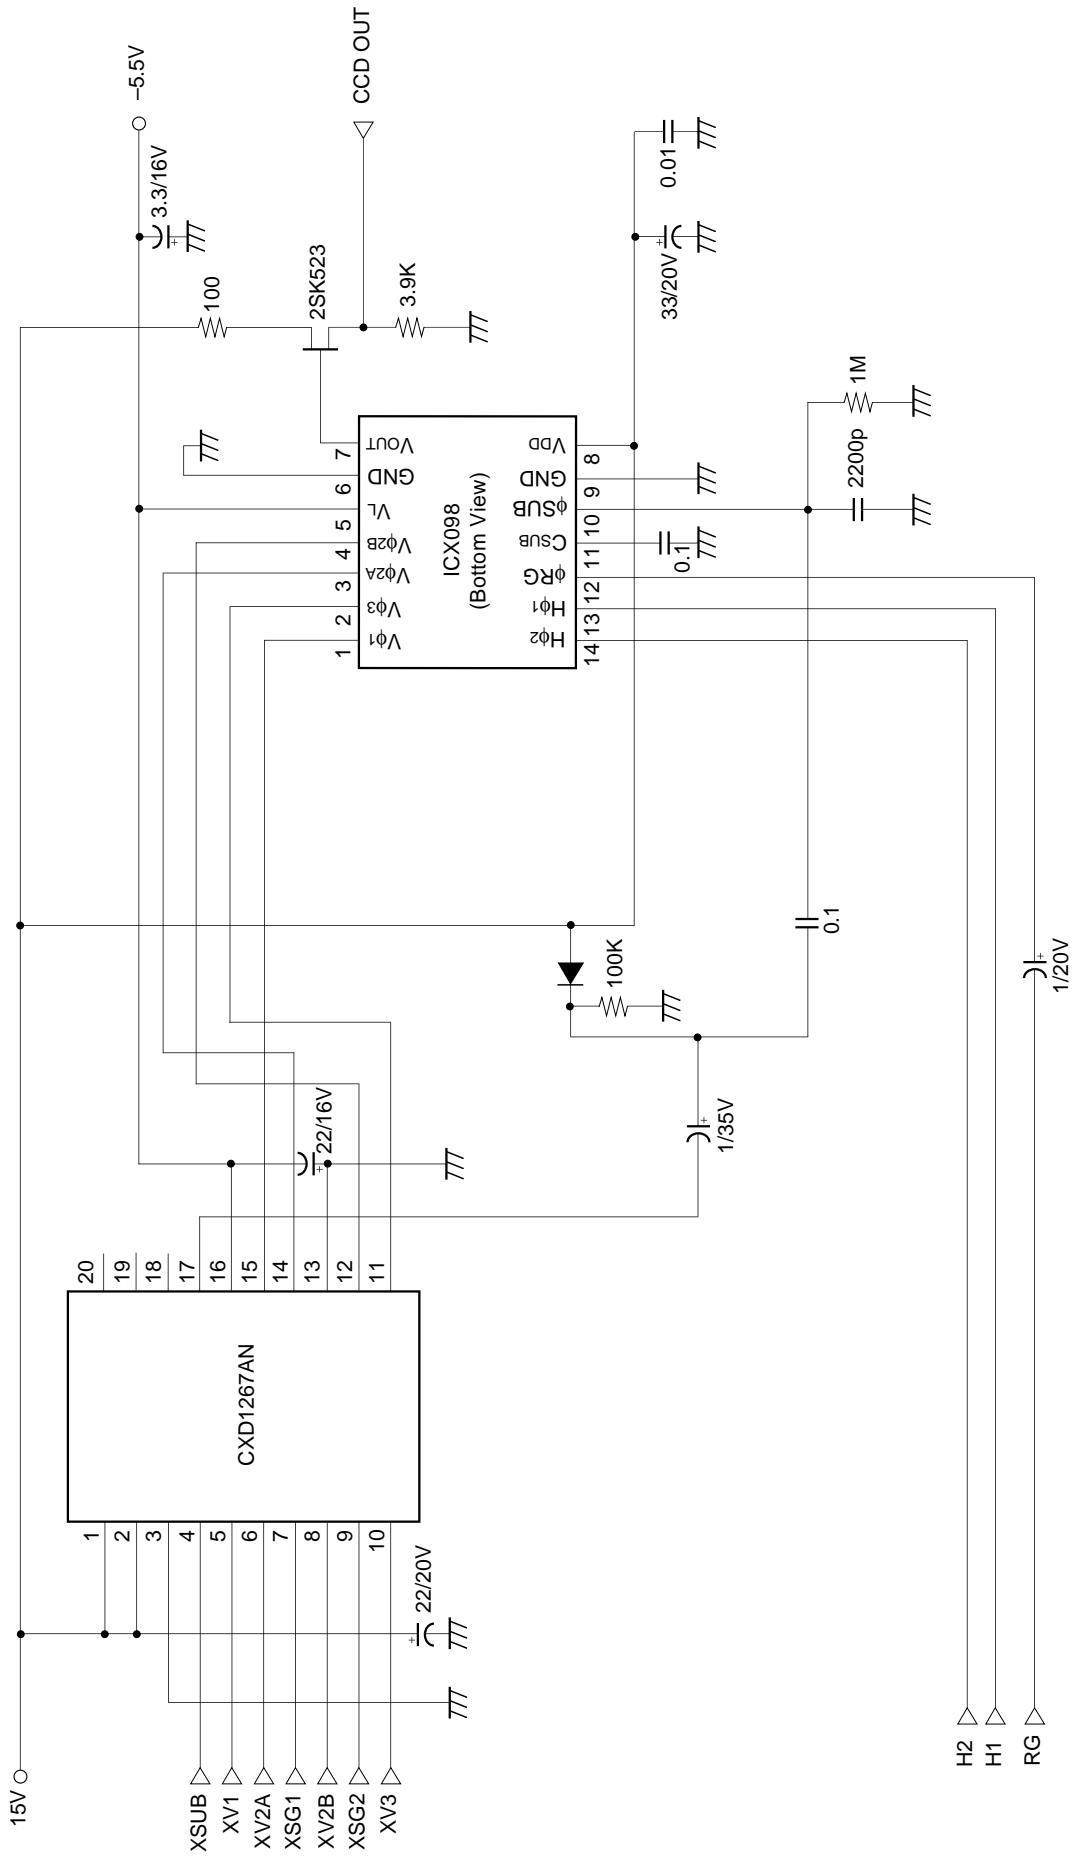 15V
XSUB
XV1
XV2A
XSG1
XV2B
XSG2
XV3
22/20V
1
2
3
4
5
6
7
8
9
10
CXD1267AN
20
19
18
17
16
15
14
13
12
11
22/16V
1/35V
100K
0.1
1/20V
H2
H1
RG
ICX098
(Bottom View)
1 Vϕ1
2 Vϕ3
3 Vϕ2A
4 Vϕ2B
5 VL
6 GND
7 VOUT
14 Hϕ2
13 Hϕ1
12 ϕRG
11 CSUB
10 ϕSUB
9 GND
8 VDD
0.1
2200p
1M
100
2SK523
3.9K
33/20V
0.01
3.3/16V
–5.5V
CCD OUT